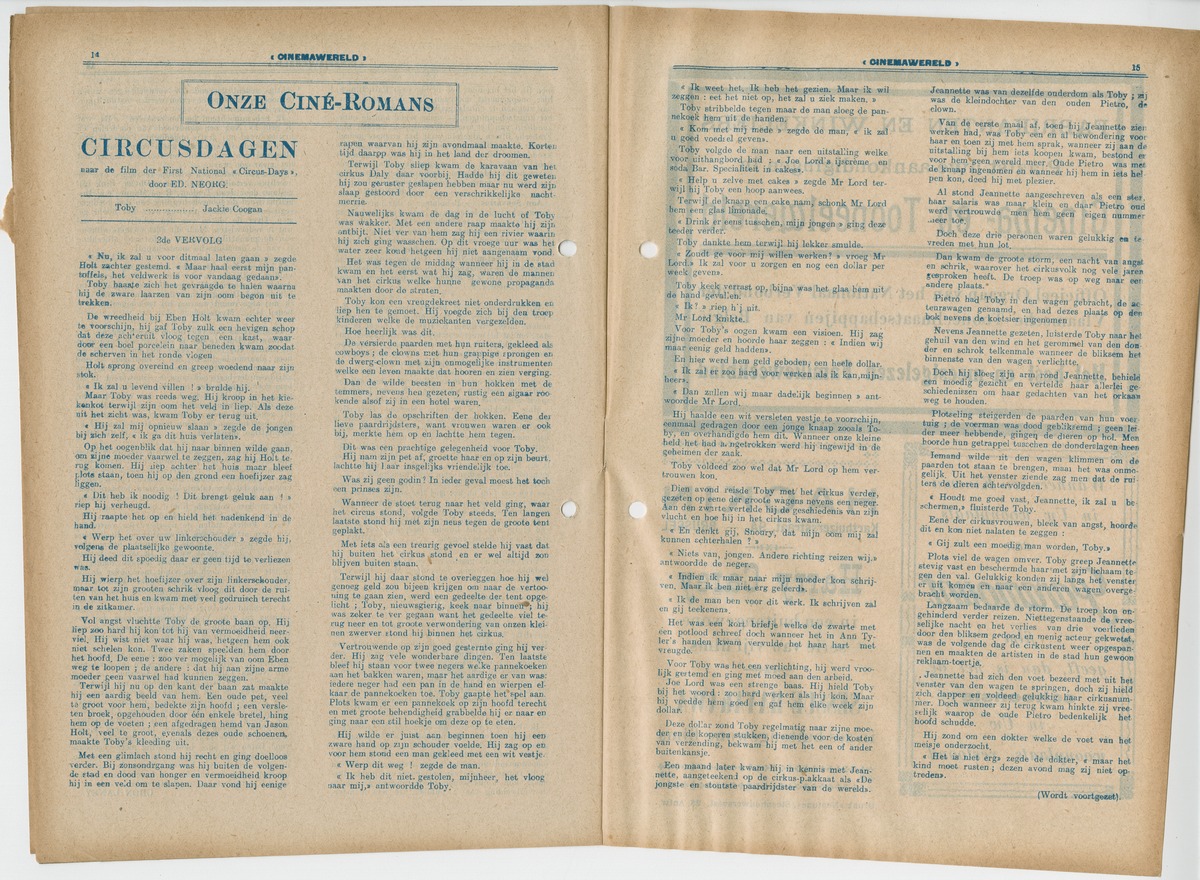 14
« CINEMAWERELD »
ONZE CINÉ-ROMANS
CIRCUSDAGEN
naar de film der First National « Circus-Days »,
door ED. NEORG.
Toby .................. Jackie Coogan
2de VERVOLG
« Nu, ik zal u voor ditmaal laten gaan » zegde
Holt zachter gestemd. « Maar haal eerst mijn pan-
toffels, het veldwerk is voor vandaag gedaan».
Toby haaste zich het gevraagde te halen waarna
hij de zware laarzen van zijn oom begon uit te
trekken.
De wreedheid bij Eben Holt kwam echter weer
te voorschijn, hij gaf Toby zulk een hevigen schop
dat deze achteruit vloog tegen een kast, waar-
door een boel porcelein naar beneden kwam zoodat
de scherven in het ronde vlogen
Holt sprong overeind en greep woedend naar zijn
stok.
« Ik zal u levend villen ! » brulde hij.
Maar Toby was reeds weg. Hij kroop in het kie-
kenkot terwijl zijn oom het veld in liep. Als deze
uit het zicht was, kwam Toby er terug uit.
« Hij zal mij opnieuw slaan » zegde de jongen
bij zich zelf, « ik ga dit huis verlaten».
Op het oogenblik dat hij naar binnen wilde gaan,
om zijne moeder vaarwel te zeggen, zag hij Holt te-
rug komen. Hij liep achter het huis maar bleef
plots staan, toen hij op den grond een hoefijzer zag
liggen.
« Dit heb ik noodig ! Dit brengt geluk aan ! »
riep hij verheugd.
Hij raapte het op en hield het nadenkend in de
hand.
« Werp het over uw linkerschouder » zegde hij,
volgens de plaatselijke gewoonte.
Hij deed dit spoedig daar er geen tijd te verliezen
was.
Hij wierp het hoefijzer over zijn linkerschouder,
maar tot zijn grooten schrik vloog dit door de rui-
ten van het huis en kwam met veel gedruisch terecht
in de zitkamer.
Vol angst vluchtte Toby de groote baan op. Hij
liep zoo hard hij kon tot hij van vermoeidheid neer-
viel. Hij wist niet waar hij was, hetgeen hem ook
niet schelen kon. Twee zaken speelden hem door
het hoofd. De eene : zoo ver mogelijk van oom Eben
weg te loopen ; de andere : dat hij aan zijne arme
moeder geen vaarwel had kunnen zeggen.
Terwijl hij nu op den kant der baan zat maakte
hij een aardig beeld van hem. Een oude pet, veel
te groot voor hem, bedekte zijn hoofd ; een versle-
ten broek, opgehouden door één enkele bretel, hing
hem op de voeten ; een afgedragen hemd van Jason
Holt, veel te groot, evenals dezes oude schoenen,
maakte Toby's kleeding uit.
Met een glimlach stond hij recht en ging doelloos
verder. Bij zonsondergang was hij buiten de volgen-
de stad en dood van honger en vermoeidheid kroop
hij in een veld om te slapen. Daar vond hij eenige
rapen waarvan hij zijn avondmaal maakte. Korten
tijd daarpp was hij in het land der droomen.
Terwijl Toby sliep kwam de karavaan van het
cirkus Daly daar voorbij. Hadde hij dit geweten
hij zou geruster geslapen hebben maar nu werd zijn
slaap gestoord door een verschrikkelijke nacht-
merrie.
Nauwelijks kwam de dag in de lucht of Toby
was wakker. Met een andere raap maakte hij zijn
ontbijt. Niet ver van hem zag hij een rivier waarin
hij zich ging wasschen. Op dit vroege uur was het
water zeer koud hetgeen hij niet aangenaam vond.
Het was tegen de middag wanneer hij in de stad
kwam en het eerst wat hij zag, waren de mannen
van het cirkus welke hunne gewone propaganda
maakten door de straten.
Toby kon een vreugdekreet niet onderdrukken en
liep hen te gemoet. Hij voegde zich bij den troep
kinderen welke de muziekanten vergezelden.
Hoe heerlijk was dit.
De versierde paarden met hun ruiters, gekleed als
cowboys ; de clowns met hun grappige sprongen en
de dwerg-clown met zijn onmogelijke instrumenten
welke een leven maakte dat hooren en zien verging.
Dan de wilde beesten in hun hokken met de
temmers, nevens hen gezeten; rustig een sigaar roo-
kende alsof zij in een hotel waren.
Toby las de opschriften der hokken. Eene der
lieve paardrijdsters, want vrouwen waren er ook
bij, merkte hem op en lachtte hem tegen.
Dit was een prachtige gelegenheid voor Toby.
Hij nam zijn pet af, groette haar en op zijn beurt
lachtte hij haar insgelijks vriendelijk toe.
Was zij geen godin! In ieder geval moest het toch
een prinses zijn.
Wanneer de stoet terug naar het veld ging, waar
het circus stond, volgde Toby steeds. Ten langen
laatste stond hij met zijn neus tegen de groote tent
geplakt.
Met iets als een treurig gevoel stelde hij vast dat
hij buiten het cirkus stond en er wel altijd zou
blijven buiten staan.
Terwijl hij daar stond te overleggen hoe hij wel
genoeg geld zou bijeen krijgen om naar de vertoo-
ning te gaan zien, werd een gedeelte der tent opge-
licht ; Toby, nieuwsgierig, keek naar binnen ; hij
was zeker te ver gegaan want het gedeelte viel te-
rug neer en tot groote verwondering van onzen klei-
nen zwerver stond hij binnen het cirkus.
Vertrouwende op zijn goed gesternte ging hij ver-
der. Hij zag vele wonderbare dingen. Ten laatste
bleef hij staan voor twee negers welke pannekoeken
aan het bakken waren, maar het aardige er van was:
iedere neger had een pan in de hand en wierpen el-
kaar de pannekoeken toe. Toby gaapte het spel aan.
Plots kwam er een pannekoek op zijn hoofd terecht
en met groote behendigheid grabbelde hij er naar en
ging naar een stil hoekje om deze op te eten.
Hij wilde er juist aan beginnen toen hij een
zware hand op zijn schouder voelde. Hij zag op en
voor hem stond een man gekleed met een wit vestje.
« Werp dit weg ! » zegde de man.
« Ik heb dit niet gestolen, mijnheer, het vloog
naar mij,» antwoordde Toby.
« CINEMAWERELD »
15
« Ik weet het. Ik heb het gezien. Maar ik wil
zeggen : eet het niet op, het zal u ziek maken. »
Toby stribbelde tegen maar de man sloeg de pan-
nekoek hem uit de handen.
« Kom met mij mede » zegde de man, « ik zal
u goed voedsel geven».
Toby volgde de man naar een uitstalling welke
voor uithangbord had : « Joe Lord's ijscrème en
soda Bar. Specialiteit in cakes».
« Help u zelve met cakes » zegde Mr Lord ter-
wijl hij Toby een hoop aanwees.
Terwijl de knaap een cake nam, schonk Mr Lord
hem een glas limonade.
« Drink er eens tusschen, mijn jongen » ging deze
teeder verder.
Toby dankte hem terwijl hij lekker smulde.
« Zoudt ge voor mij willen werken! » vroeg Mr
Lord « Ik zal voor u zorgen en nog een dollar per
week geven».
Toby keek verrast op, bijna was het glas hem uit
de hand gevallen.
« Ik? » riep hij uit.
Mr Lord knikte.
Voor Toby's oogen kwam een visioen. Hij zag
zijne moeder en hoorde haar zeggen : « Indien wij
maar eenig geld hadden».
En hier werd hem geld geboden, een heele dollar.
« Ik zal er zoo hard voor werken als ik kan, mijn-
heer».
« Dan zullen wij maar dadelijk beginnen » ant-
woordde Mr Lord.
Hij haalde een wit versleten vestje te voorschijn,
eenmaal gedragen door een jonge knaap zooals To-
by, en overhandigde hem dit. Wanneer onze kleine
held het had aangetrokken werd hij ingewijd in de
geheimen der zaak.
Toby voldeed zoo wel dat Mr Lord op hem ver-
trouwen kon.
Dien avond reisde Toby met het cirkus verder,
gezeten op eene der groote wagens nevens een neger.
Aan den zwarte vertelde hij de geschiedenis van zijn
vlucht en hoe hij in het cirkus kwam.
« En denkt gij, Snoury, dat mijn oom mij zal
kunnen achterhalen ! »
« Niets van, jongen. Andere richting reizen wij.»
antwoordde de neger.
« Indien ik maar naar mijn moeder kon schrij-
ven. Maar ik ben niet erg geleerd».
« Ik de man ben voor dit werk. Ik schrijven zal
en gij teekenen».
Het was een kort briefje welke de zwarte met
een potlood schreef doch wanneer het in Ann Ty-
ler's handen kwam vervulde het haar hart met
vreugde.
Voor Toby was het een verlichting, hij werd vroo-
lijk gestemd en ging met moed aan den arbeid.
Joe Lord was een strenge baas. Hij hield Toby
bij het woord : zoo hard werken als hij kon. Maar
hij voedde hem goed en gaf hem elke week zijn
dollar.
Deze dollar zond Toby regelmatig naar zijne moe-
der en de koperen stukken, dienende voor de kosten
van verzending, bekwam hij met het een of ander
buitenkansje.
Een maand later kwam hij in kennis met Jean-
nette, aangeteekend op de cirkus-plakkaat als «De
jongste en stoutste paardrijdster van de wereld».
Jeannette was van dezelfde ouderdom als Toby ; zij
was de kleindochter van den ouden Pietro, de
clown.
Van de eerste maal af, toen hij Jeannette zien
werken had, was Toby een en al bewondering voor
haar en toen zij met hem sprak, wanneer zij aan de
uitstalling bij hem iets koopen kwam, bestond er
voor hem geen wereld meer. Oude Pietro was met
de knaap ingenomen en wanneer hij hem in iets hel-
pen kon, deed hij met plezier.
Al stond Jeannette aangeschreven als een ster,
haar salaris was maar klein en daar Pietro oud
werd vertrouwde men hem geen eigen nummer
meer toe.
Doch deze drie personen waren gelukkig en te-
vreden met hun lot.
Dan kwam de groote storm, een nacht van angst
en schrik, waarover het cirkusvolk nog vele jaren
gesproken heeft. De troep was op weg naar een
andere plaats.
Pietro had Toby in den wagen gebracht, de ac-
teurswagen genaamd, en had dezes plaats op den
bok nevens de koetsier ingenomen.
Nevens Jeannette gezeten, luisterde Toby naar het
gehuil van den wind en het gerommel van den don-
der en schrok telkenmale wanneer de bliksem het
binnenste van den wagen verlichtte.
Doch hij sloeg zijn arm rond Jeannette, behield
een moedig gezicht en vertelde haar allerlei ge-
schiedenissen om haar gedachten van het orkaan
weg te houden.
Plotseling steigerden de paarden van hun voer-
tuig ; de voerman was dood gebliksemd ; geen lei-
der meer hebbende, gingen de dieren op hol. Men
hoorde hun getrappel tusschen de donderslagen heen
Iemand wilde uit den wagen klimmen om de
paarden tot staan te brengen, maar het was onmo-
gelijk. Uit het venster ziende zag men dat de rui-
ters de dieren achtervolgden.
« Houdt me goed vast, Jeannette, ik zal u be-
schermen,» fluisterde Toby.
Eene der cirkusvrouwen, bleek van angst, hoorde
dit en kon niet nalaten te zeggen :
« Gij zult een moedig man worden, Toby.»
Plots viel de wagen omver. Toby greep Jeannette
stevig vast en beschermde haar met zijn lichaam te-
gen den val. Gelukkig konden zij langs het venster
er uit komen en naar een anderen wagen overge-
bracht worden.
Langzaam bedaarde de storm. De troep kon on-
gehinderd verder reizen. Niettegenstaande de vree-
selijke nacht en het verlies van drie voerlieden
door den bliksem gedood en menig acteur gekwetst,
was de volgende dag de cirkustent weer opgespan-
nen en maakten de artisten in de stad hun gewoon
reklaam-toertje.
Jeannette had zich den voet bezeerd met uit het
venster van den wagen te springen, doch zij hield
zich dapper en voldeed gelukkig haar cirkusnum-
mer. Doch wanneer zij terug kwam hinkte zij vree-
selijk waarop de oude Pietro bedenkelijk het
hoofd schudde.
Hij zond om een dokter welke de voet van het
meisje onderzocht.
« Het is niet erg» zegde de dokter, « maar het
kind moet rusten ; dezen avond mag zij niet op-
treden».
(Wordt voortgezet).